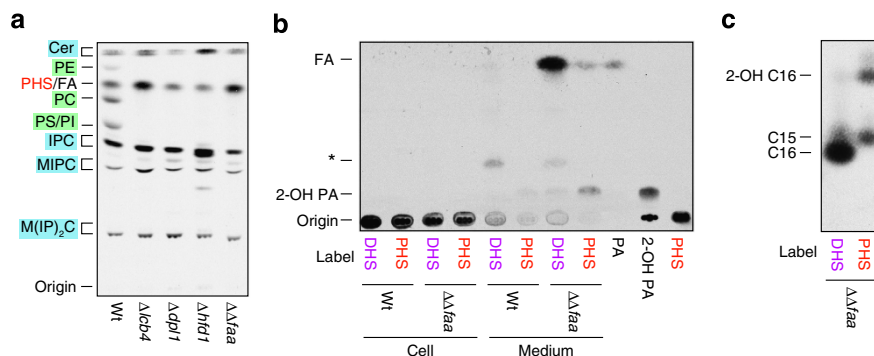 a
Cer
PE
PHS/FA
PC
PS/PI
IPC
MIPC
M(IP)₂C
Origin
Wt
Δlcb4
Δdpl1
Δhfd1
ΔΔfaa
b
FA
*
2-OH PA
Origin
Label
DHS
PHS
DHS
PHS
DHS
PHS
DHS
PHS
PA
2-OH PA
PHS
Wt
ΔΔfaa
Wt
ΔΔfaa
Cell
Medium
c
2-OH C16
C15
C16
Label
DHS
PHS
ΔΔfaa